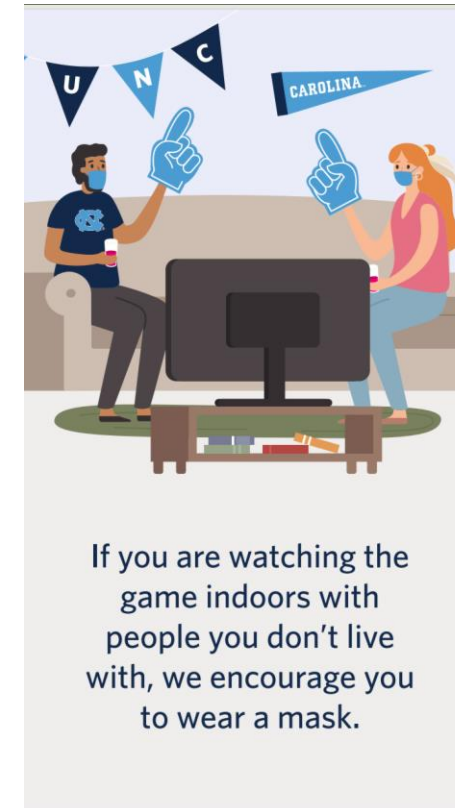 U N C
CAROLINA
NC
If you are watching the
game indoors with
people you don't live
with, we encourage you
to wear a mask.